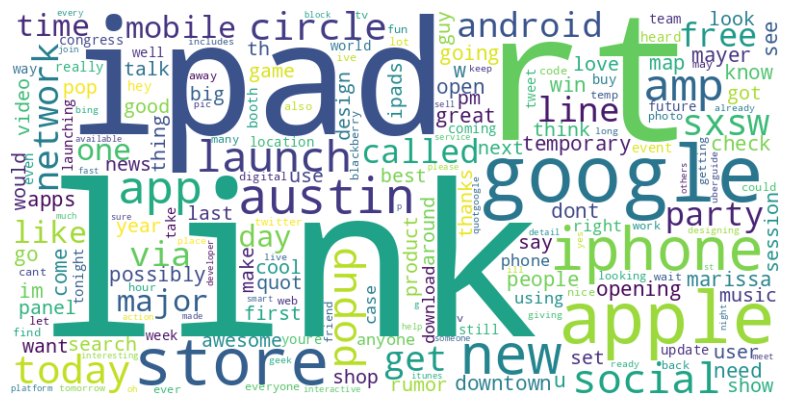 time mobile circle th android guy going team heard free look see
every block tv fun lot join includes
congress well talk world game w open pm great
way really hey away ive keep sell
ipad rt amp mayer map know got
video pop big good bing pic also booth design ipads
network launching thing tweet win love buy code temp think line
may already future photo sxsw
one news launch called next temporary check
available fast many location blackberry coming service long event getting others uberguide
would even apps app austin use digital best please
google party could
like year last twitter thanks around product download quotgoogle dont
go via take day make p right work designing session
come cant much sure place live cool quot phone say people iphone detail
tonight possibly developer hour web first case using marissa
im panel major smart popup v opening music
let action made friend still looking wait nice
find want search week awesome youre anyone help someone apple
link
today store get new set giving update user night meet
interesting geek shop rumor itunes downtown u social ready back need show
platform tomorrow oh ever everyone interactive
yes ill